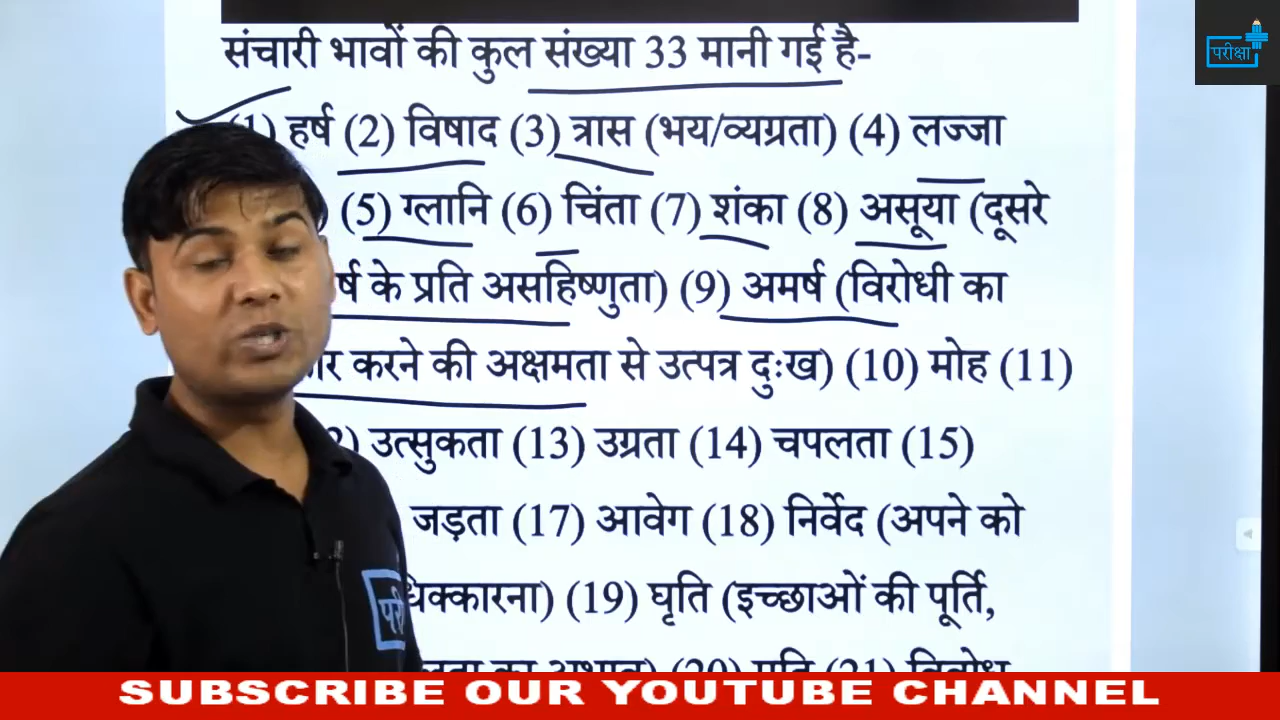 संचारी भावों की कुल संख्या 33 मानी गई है-
परीक्षा
(1) हर्ष (2) विषाद (3) त्रास (भय/व्यग्रता) (4) लज्जा
(5) ग्लानि (6) चिंता (7) शंका (8) असूया (दूसरे
के प्रति असहिष्णुता) (9) अमर्ष (विरोधी का
करने की अक्षमता से उत्पत्र दुःख) (10) मोह (11)
उत्सुकता (13) उग्रता (14) चपलता (15)
जड़ता (17) आवेग (18) निर्वेद (अपने को
धिक्कारना) (19) घृति (इच्छाओं की पूर्ति,
परी
SUBSCRIBE OUR YOUTUBE CHANNEL